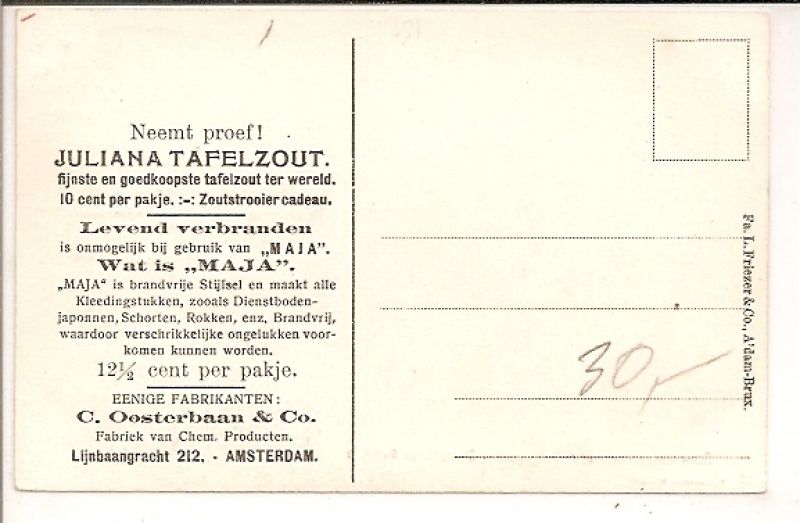 Neemt proef!
JULIANA TAFELZOUT.
fijnste en goedkoopste tafelzout ter wereld.
10 cent per pakje. :-: Zoutstrooier cadeau.
Levend verbranden
is onmogelijk bij gebruik van „MAJA”.
Wat is „MAJA”.
„MAJA” is brandvrije Stijfsel en maakt alle
Kleedingstukken, zooals Dienstboden-
japonnen, Schorten, Rokken, enz. Brandvrij,
waardoor verschrikkelijke ongelukken voor-
komen kunnen worden.
12½ cent per pakje.
EENIGE FABRIKANTEN:
C. Oosterbaan & Co.
Fabriek van Chem. Producten.
Lijnbaangracht 212. - AMSTERDAM.
Fa. L. Friezer & Co., A'dam-Brux.
30,-